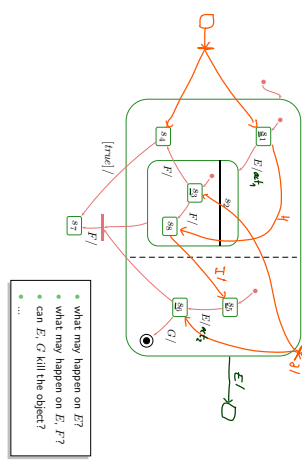 s1
E/act1
H
s4
[true]/
F/
s2
s3
F/
s8
I/
s5
E/act2
s6
G/
F/
s7
E/
• what may happen on E?
• what may happen on E, F?
• can E, G kill the object?
• ...